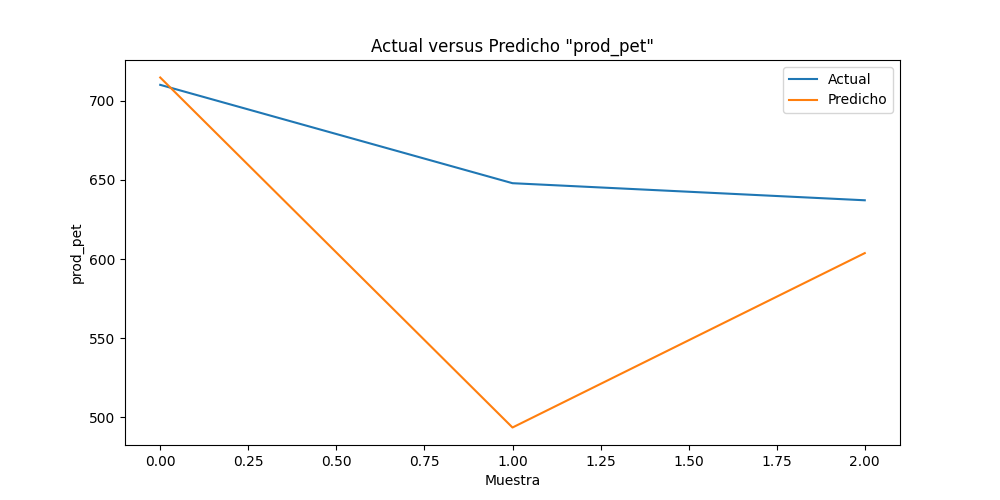 Actual versus Predicho "prod_pet"
Actual
Predicho
prod_pet
700
650
600
550
500
0.00 0.25 0.50 0.75 1.00 1.25 1.50 1.75 2.00
Muestra